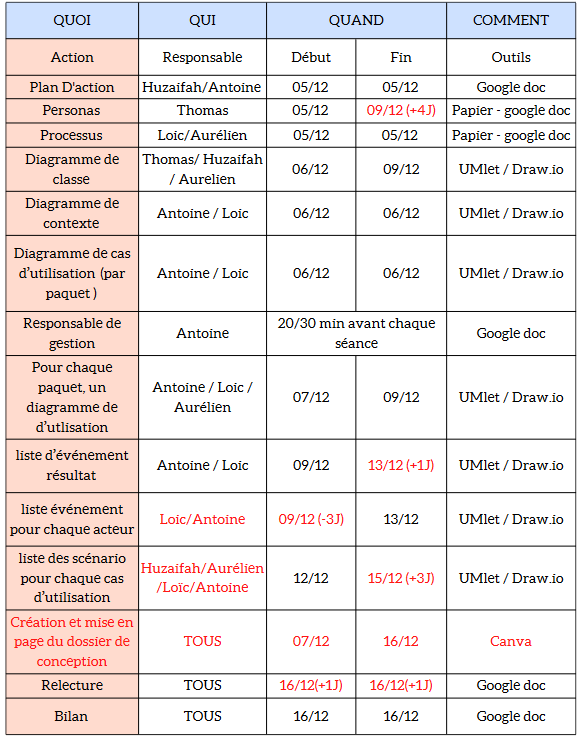 QUOI QUI QUAND COMMENT
Action Responsable Début Fin Outils
Plan D'action Huzaifah/Antoine 05/12 05/12 Google doc
Personas Thomas 05/12 09/12 (+4J) Papier - google doc
Processus Loic/Aurélien 05/12 05/12 Papier - google doc
Diagramme de
classe
Thomas/ Huzaifah
/ Aurelien
06/12 09/12 UMlet / Draw.io
Diagramme de
contexte
Antoine / Loic 06/12 06/12 UMlet / Draw.io
Diagramme de cas
d'utilisation (par
paquet )
Antoine / Loic 06/12 06/12 UMlet / Draw.io
Responsable de
gestion
Antoine
20/30 min avant chaque
séance
Google doc
Pour chaque
paquet, un
diagramme de
d'utlisation
Antoine / Loic /
Aurélien
07/12 09/12 UMlet / Draw.io
liste d'événement
résultat
Antoine / Loic 09/12 13/12 (+1J) UMlet / Draw.io
liste événement
pour chaque acteur
Loic/Antoine 09/12 (-3J) 13/12 UMlet / Draw.io
liste des scénario
pour chaque cas
d'utilisation
Huzaifah/Aurélien
/Loïc/Antoine
12/12 15/12 (+3J) UMlet / Draw.io
Création et mise en
page du dossier de
conception
TOUS 07/12 16/12 Canva
Relecture TOUS 16/12(+1J) 16/12(+1J) Google doc
Bilan TOUS 16/12 16/12 Google doc